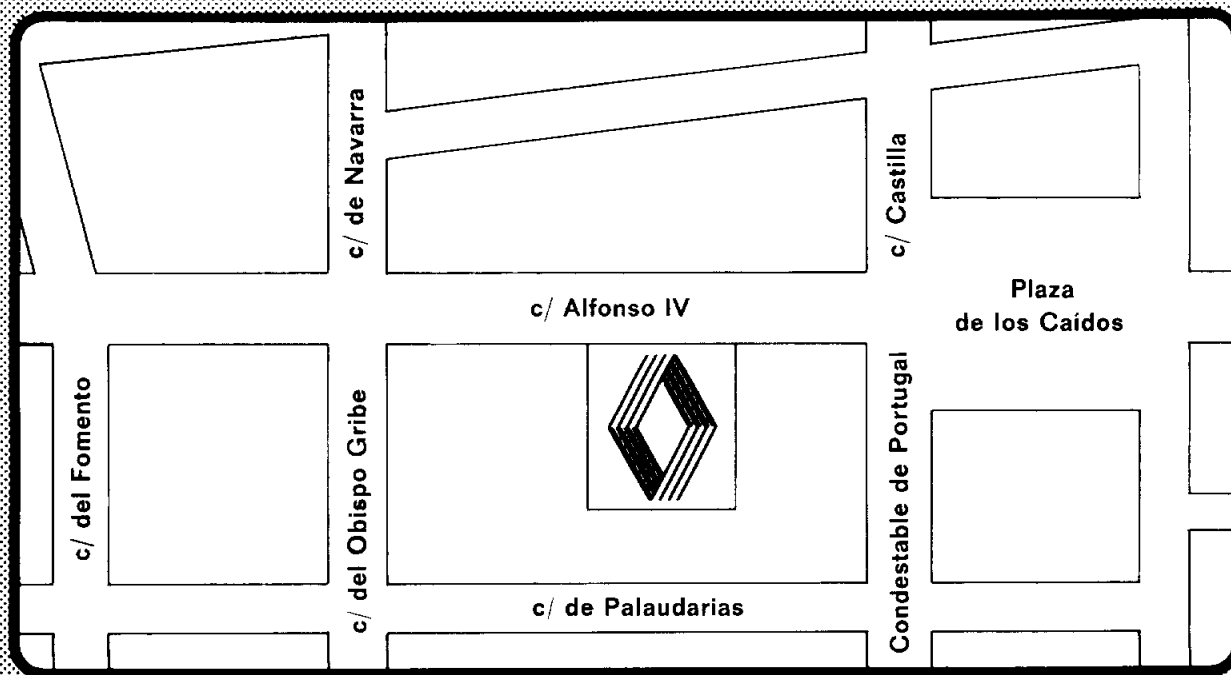 c/ de Navarra
c/ Castilla
c/ Alfonso IV
Plaza
de los Caídos
c/ del Fomento
c/ del Obispo Gribe
Condestable de Portugal
c/ de Palaudarias